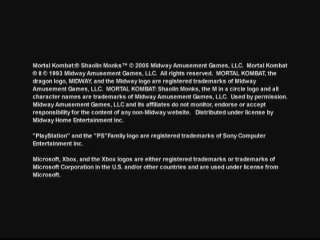 Mortal Kombat® Shaolin Monks™ © 2005 Midway Amusement Games, LLC. Mortal Kombat
® II © 1993 Midway Amusement Games, LLC. All rights reserved. MORTAL KOMBAT, the
dragon logo, MIDWAY, and the Midway logo are registered trademarks of Midway
Amusement Games, LLC. MORTAL KOMBAT: Shaolin Monks, the M in a circle logo and all
character names are trademarks of Midway Amusement Games, LLC. Used by permission.
Midway Amusement Games, LLC and its affiliates do not monitor, endorse or accept
responsibility for the content of any non-Midway website. Distributed under license by
Midway Home Entertainment Inc.
"PlayStation" and the "PS"Family logo are registered trademarks of Sony Computer
Entertainment Inc.
Microsoft, Xbox, and the Xbox logos are either registered trademarks or trademarks of
Microsoft Corporation in the U.S. and/or other countries and are used under license from
Microsoft.